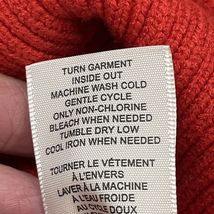 TURN GARMENT
INSIDE OUT
MACHINE WASH COLD
GENTLE CYCLE
ONLY NON-CHLORINE
BLEACH WHEN NEEDED
TUMBLE DRY LOW
COOL IRON WHEN NEEDED
TOURNER LE VÊTEMENT
À L'ENVERS
LAVER À LA MACHINE
À L'EAU FROIDE
AU CYCLE DOUX